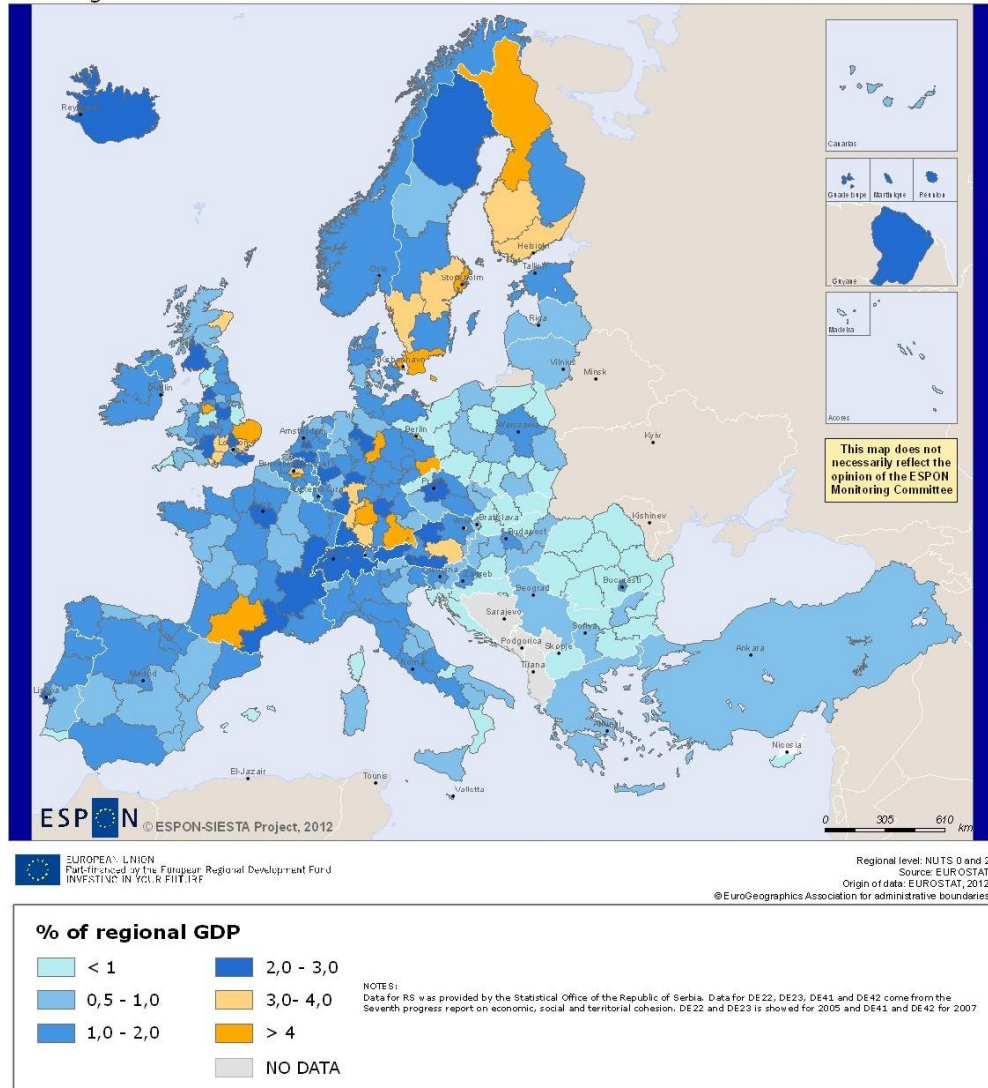 Reykjavik
Canarias
Guadeloupe
Martinique
Réunion
Guyane
Madeira
Acores
Helsinki
Oslo
Tallinn
Stockholm
Riga
Kobenhavn
Vilnius
Minsk
Dublin
This map does not
necessarily reflect the
opinion of the ESPON
Monitoring Committee
Amsterdam
Berlin
Warszawa
London
Kyiv
Luxembourg
Paris
Kishinev
Bratislava
Budapest
Ljubljana
Zagreb
Beograd
Bucuresti
Sarajevo
Sofiya
Podgorica
Skopje
Tirana
Ankara
Madrid
Roma
Lisboa
Athinai
Nicosia
El-Jazair
Tounis
Valletta
ESPON © ESPON-SIESTA Project, 2012
0 305 610 km
EUROPEAN UNION
Part-financed by the European Regional Development Fund
INVESTING IN YOUR FUTURE
Regional level: NUTS 0 and 2
Source: EUROSTAT
Origin of data: EUROSTAT, 2012
© EuroGeographics Association for administrative boundaries
% of regional GDP
< 1
0,5 - 1,0
1,0 - 2,0
2,0 - 3,0
3,0- 4,0
> 4
NO DATA
NOTES:
Data for RS was provided by the Statistical Office of the Republic of Serbia. Data for DE22, DE23, DE41 and DE42 come from the
Seventh progress report on economic, social and territorial cohesion. DE22 and DE23 is showed for 2005 and DE41 and DE42 for 2007